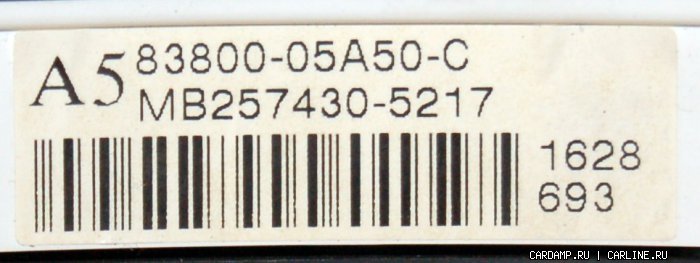 A5
83800-05A50-C
MB257430-5217
1628
693
CARDAMP.RU | CARLINE.RU